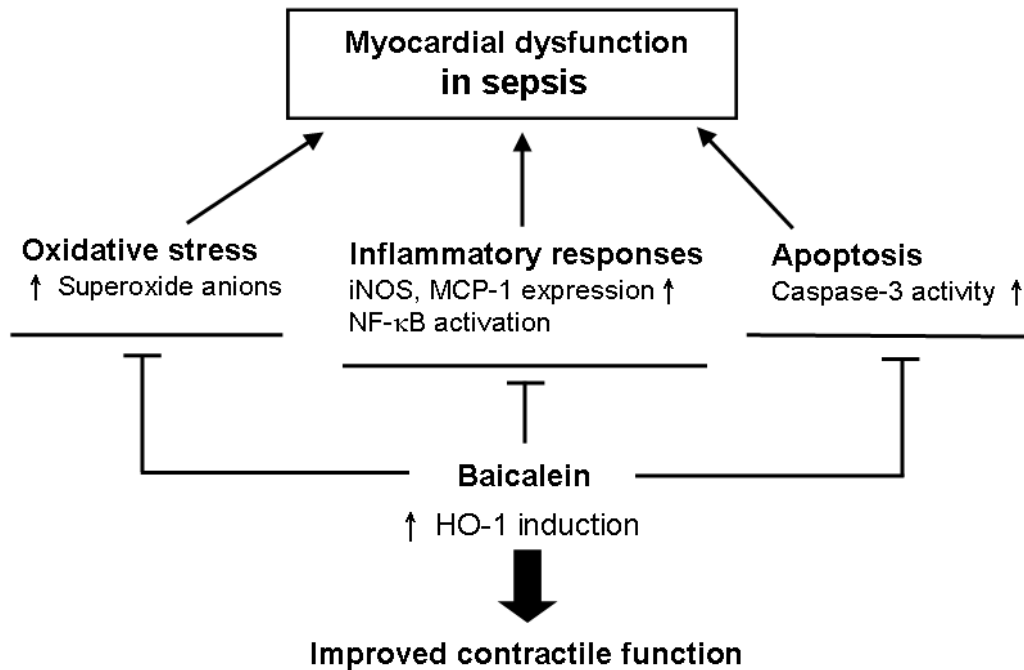 Myocardial dysfunction
in sepsis
Oxidative stress
↑ Superoxide anions
Inflammatory responses
iNOS, MCP-1 expression ↑
NF-κB activation
Apoptosis
Caspase-3 activity ↑
Baicalein
↑ HO-1 induction
Improved contractile function